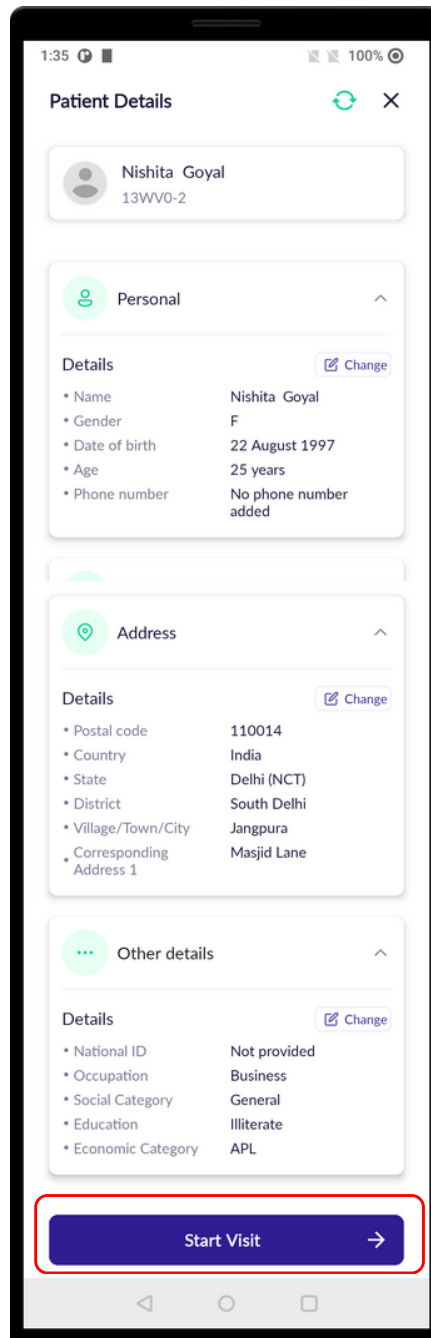 1:35 100%
Patient Details
Nishita Goyal
13WV0-2
Personal
Details Change
• Name Nishita Goyal
• Gender F
• Date of birth 22 August 1997
• Age 25 years
• Phone number No phone number
added
Address
Details Change
• Postal code 110014
• Country India
• State Delhi (NCT)
• District South Delhi
• Village/Town/City Jangpura
• Corresponding Masjid Lane
Address 1
Other details
Details Change
• National ID Not provided
• Occupation Business
• Social Category General
• Education Illiterate
• Economic Category APL
Start Visit